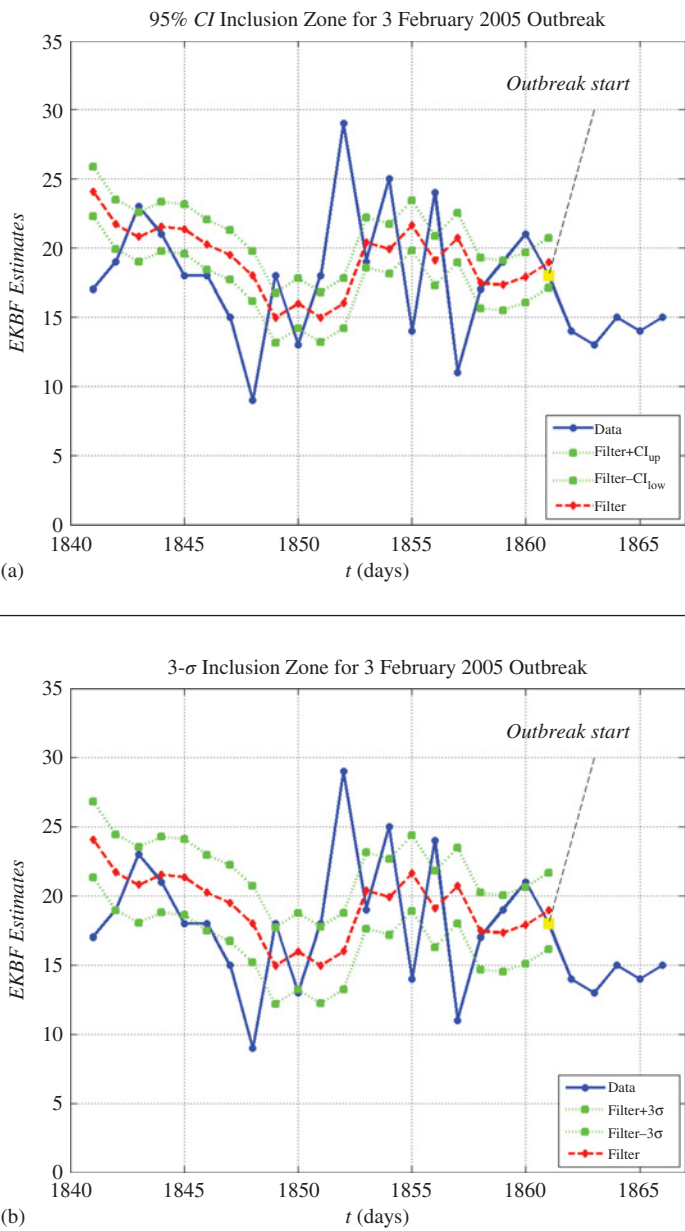 95% CI Inclusion Zone for 3 February 2005 Outbreak
35
30
25
20
15
10
5
0
EKBF Estimates
Outbreak start
Data
Filter+CIup
Filter–CIlow
Filter
1840 1845 1850 1855 1860 1865
(a)
t (days)
3-σ Inclusion Zone for 3 February 2005 Outbreak
35
30
25
20
15
10
5
0
EKBF Estimates
Outbreak start
Data
Filter+3σ
Filter–3σ
Filter
1840 1845 1850 1855 1860 1865
(b)
t (days)